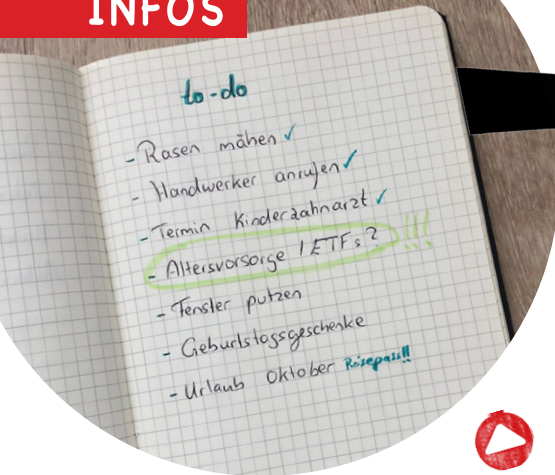 INFOS
to-do
- Rasen mähen ✓
- Handwerker anrufen ✓
- Termin Kinderzahnarzt ✓
- Altersvorsorge / ETFs? !!!
- Fenster putzen
- Geburtstagsgeschenke
- Urlaub Oktober Reisepass!!